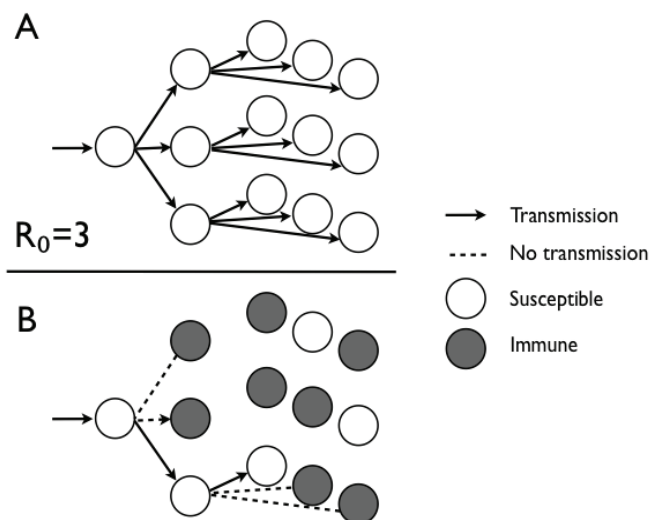 A
R₀=3
Transmission
No transmission
Susceptible
Immune
B